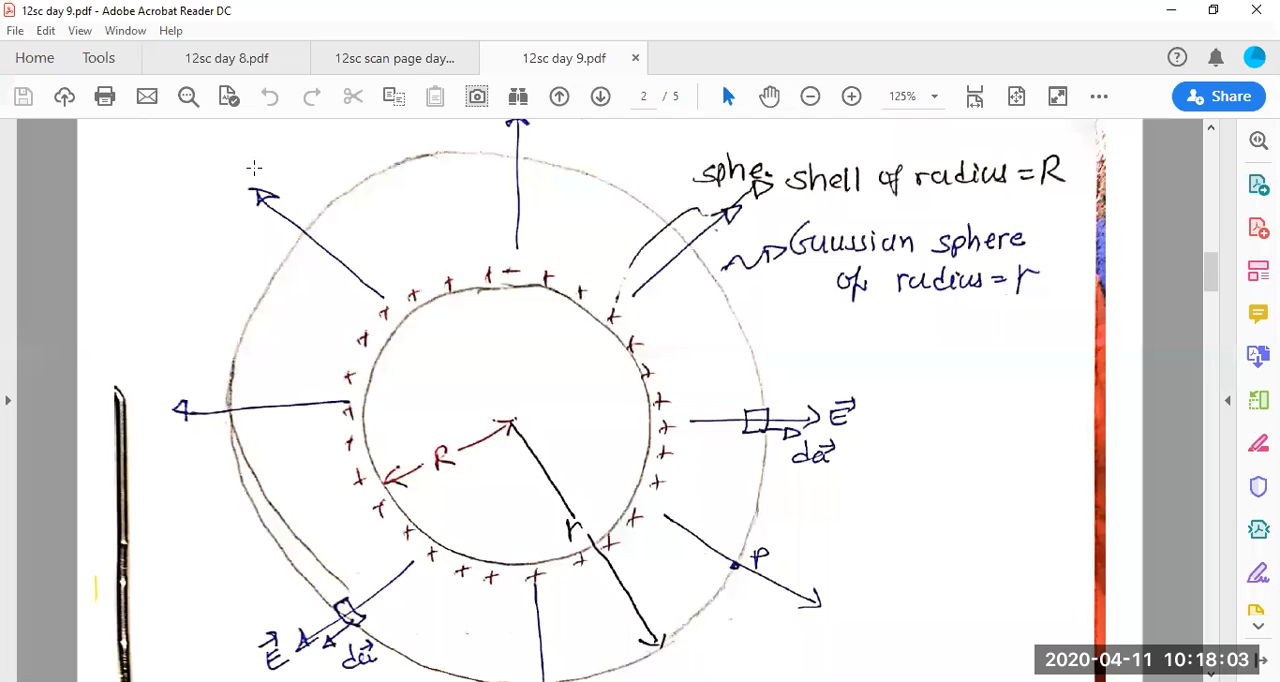 12sc day 9.pdf - Adobe Acrobat Reader DC
File Edit View Window Help
Home Tools 12sc day 8.pdf 12sc scan page day... 12sc day 9.pdf
2 / 5 125% Share
sphe. shell of radius = R
Gaussian sphere
of radius = r
R
E
da
r
P
E
da
2020-04-11 10:18:03